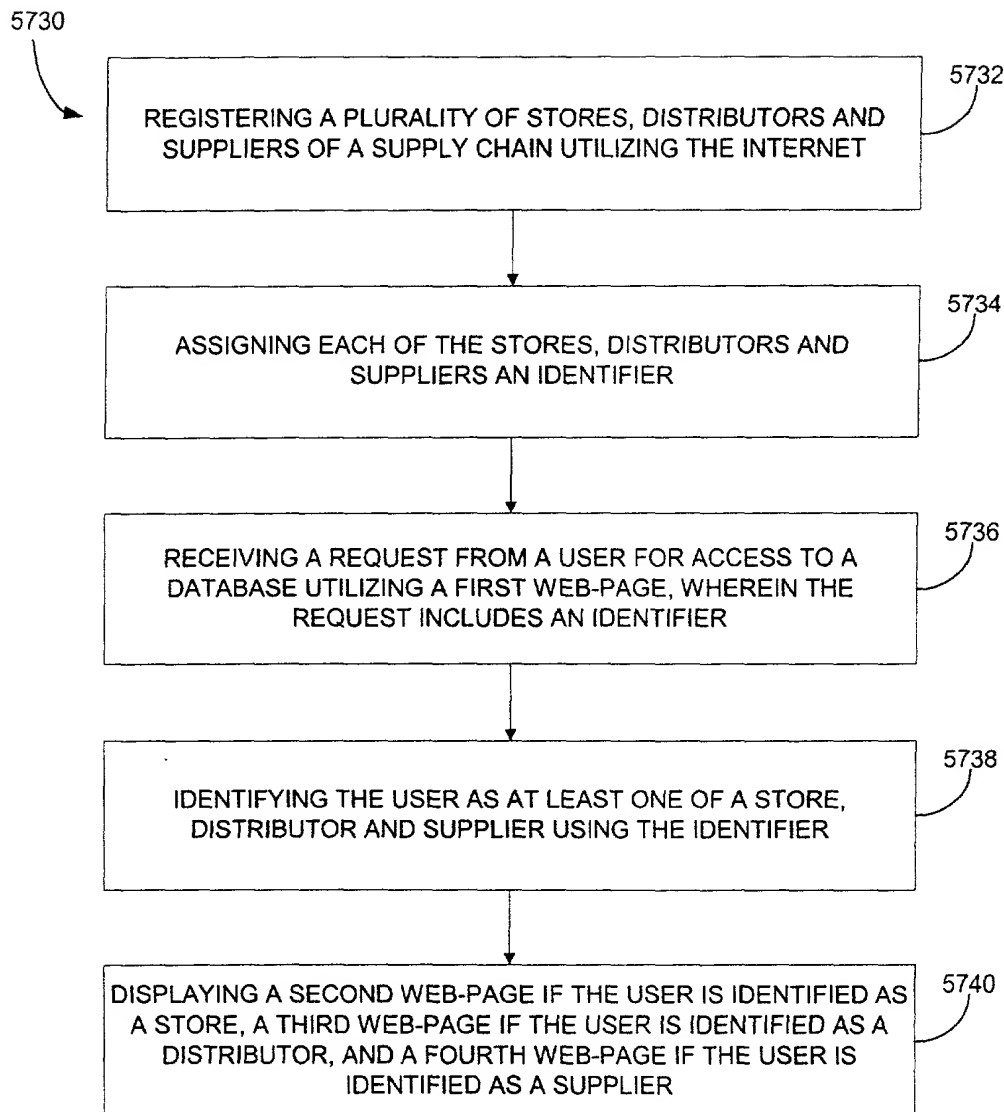 5730
5732
REGISTERING A PLURALITY OF STORES, DISTRIBUTORS AND
SUPPLIERS OF A SUPPLY CHAIN UTILIZING THE INTERNET
5734
ASSIGNING EACH OF THE STORES, DISTRIBUTORS AND
SUPPLIERS AN IDENTIFIER
5736
RECEIVING A REQUEST FROM A USER FOR ACCESS TO A
DATABASE UTILIZING A FIRST WEB-PAGE, WHEREIN THE
REQUEST INCLUDES AN IDENTIFIER
5738
IDENTIFYING THE USER AS AT LEAST ONE OF A STORE,
DISTRIBUTOR AND SUPPLIER USING THE IDENTIFIER
5740
DISPLAYING A SECOND WEB-PAGE IF THE USER IS IDENTIFIED AS
A STORE, A THIRD WEB-PAGE IF THE USER IS IDENTIFIED AS A
DISTRIBUTOR, AND A FOURTH WEB-PAGE IF THE USER IS
IDENTIFIED AS A SUPPLIER